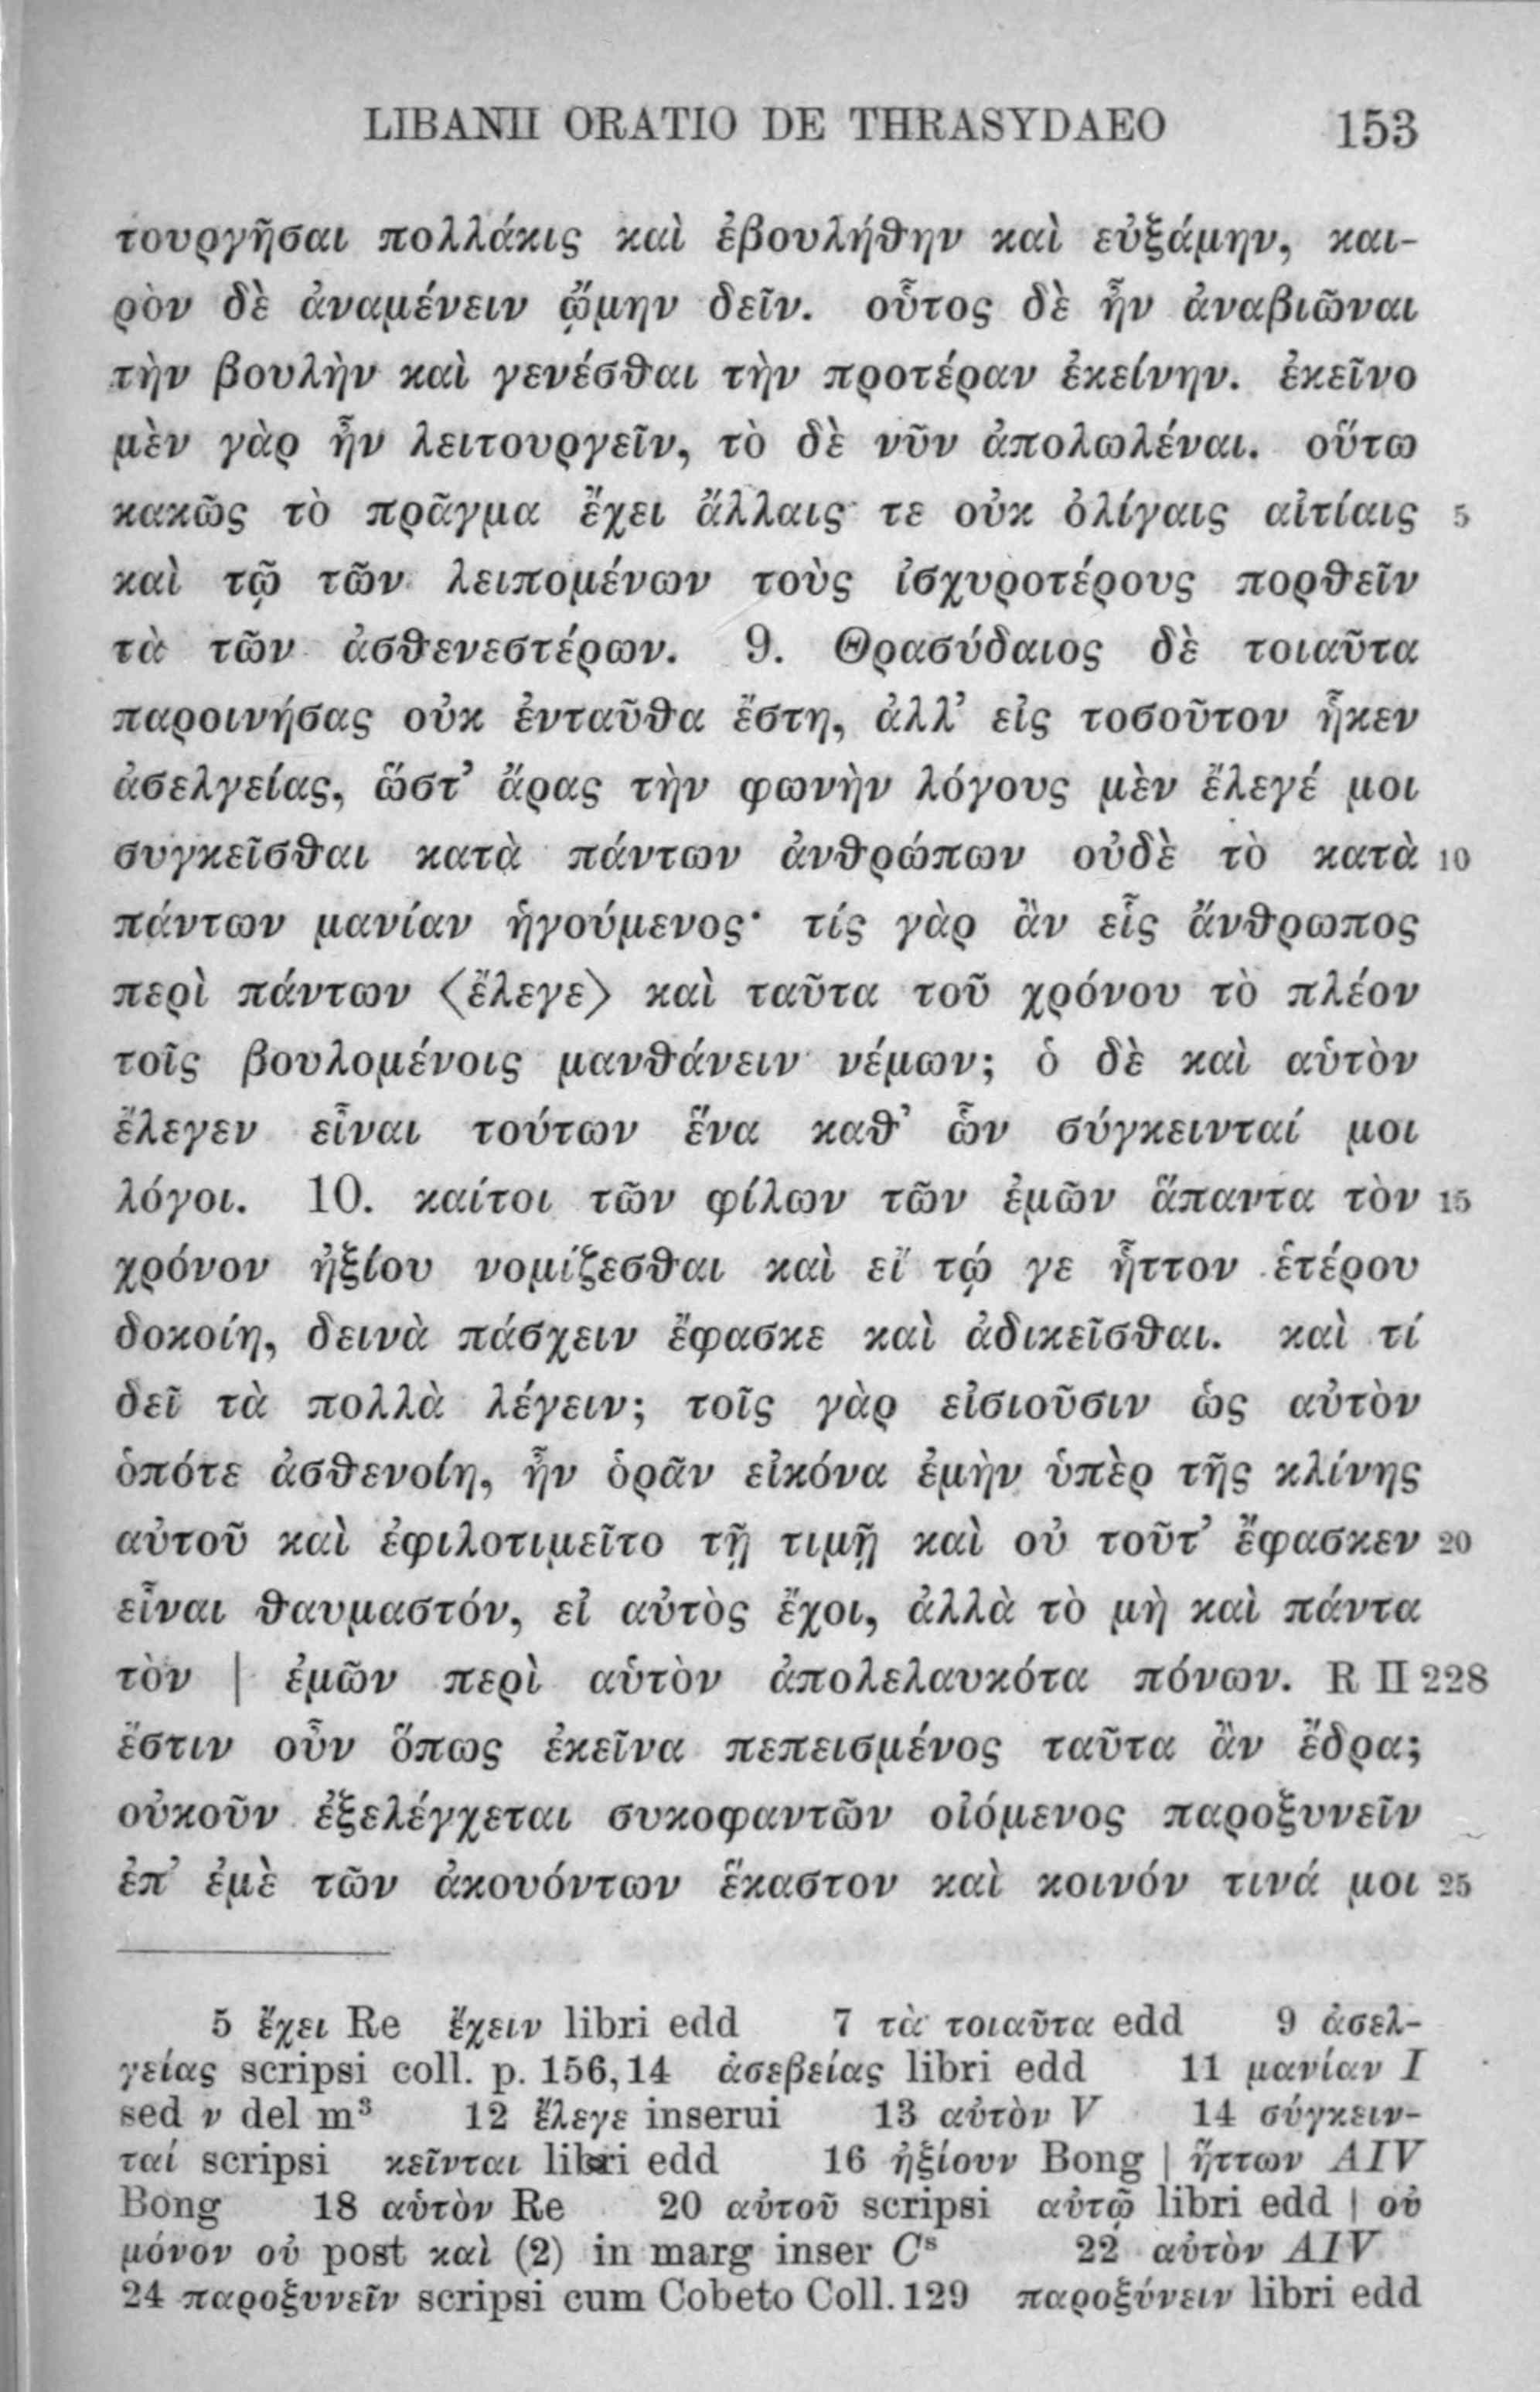 LIBANII ORATIO DE THRASYDAEO 153
τουργῆσαι πολλάκις καὶ ἐβουλήθην καὶ εὐξάμην, και-
ρὸν δὲ ἀναμένειν ᾤμην δεῖν. οὗτος δὲ ἦν ἀναβιῶναι
τὴν βουλὴν καὶ γενέσθαι τὴν προτέραν ἐκείνην. ἐκεῖνο
μὲν γὰρ ἦν λειτουργεῖν, τὸ δὲ νῦν ἀπολωλέναι. οὕτω
κακῶς τὸ πρᾶγμα ἔχει ἄλλαις τε οὐκ ὀλίγαις αἰτίαις 5
καὶ τῷ τῶν λειπομένων τοὺς ἰσχυροτέρους πορθεῖν
τὰ τῶν ἀσθενεστέρων. 9. Θρασύδαιος δὲ τοιαῦτα
παροινήσας οὐκ ἐνταῦθα ἔστη, ἀλλ’ εἰς τοσοῦτον ἧκεν
ἀσελγείας, ὥστ’ ἄρας τὴν φωνὴν λόγους μὲν ἔλεγέ μοι
συγκεῖσθαι κατὰ πάντων ἀνθρώπων οὐδὲ τὸ κατὰ 10
πάντων μανίαν ἡγούμενος· τίς γὰρ ἂν εἷς ἄνθρωπος
περὶ πάντων ⟨ἔλεγε⟩ καὶ ταῦτα τοῦ χρόνου τὸ πλέον
τοῖς βουλομένοις μανθάνειν νέμων; ὁ δὲ καὶ αὑτὸν
ἔλεγεν εἶναι τούτων ἕνα καθ’ ὧν σύγκεινταί μοι
λόγοι. 10. καίτοι τῶν φίλων τῶν ἐμῶν ἅπαντα τὸν 15
χρόνον ἠξίου νομίζεσθαι καὶ εἴ τῴ γε ἧττον ἑτέρου
δοκοίη, δεινὰ πάσχειν ἔφασκε καὶ ἀδικεῖσθαι. καὶ τί
δεῖ τὰ πολλὰ λέγειν; τοῖς γὰρ εἰσιοῦσιν ὡς αὐτὸν
ὁπότε ἀσθενοίη, ἦν ὁρᾶν εἰκόνα ἐμὴν ὑπὲρ τῆς κλίνης
αὐτοῦ καὶ ἐφιλοτιμεῖτο τῇ τιμῇ καὶ οὐ τοῦτ’ ἔφασκεν 20
εἶναι θαυμαστόν, εἰ αὐτὸς ἔχοι, ἀλλὰ τὸ μὴ καὶ πάντα
τὸν | ἐμῶν περὶ αὑτὸν ἀπολελαυκότα πόνων. R II 228
ἔστιν οὖν ὅπως ἐκεῖνα πεπεισμένος ταῦτα ἂν ἔδρα;
οὐκοῦν ἐξελέγχεται συκοφαντῶν οἰόμενος παροξυνεῖν
ἐπ’ ἐμὲ τῶν ἀκουόντων ἕκαστον καὶ κοινόν τινά μοι 25
5 ἔχει Re ἔχειν libri edd 7 τὰ τοιαῦτα edd 9 ἀσελ-
γείας scripsi coll. p. 156,14 ἀσεβείας libri edd 11 μανίαν I
sed ν del m³ 12 ἔλεγε inserui 13 αὐτὸν V 14 σύγκειν-
ταί scripsi κεῖνται libri edd 16 ἠξίουν Bong | ἥττων AIV
Bong 18 αὑτὸν Re 20 αὐτοῦ scripsi αὐτῷ libri edd | οὐ
μόνον οὐ post καὶ (2) in marg inser Cˢ 22 αὐτὸν AIV
24 παροξυνεῖν scripsi cum Cobeto Coll. 129 παροξύνειν libri edd